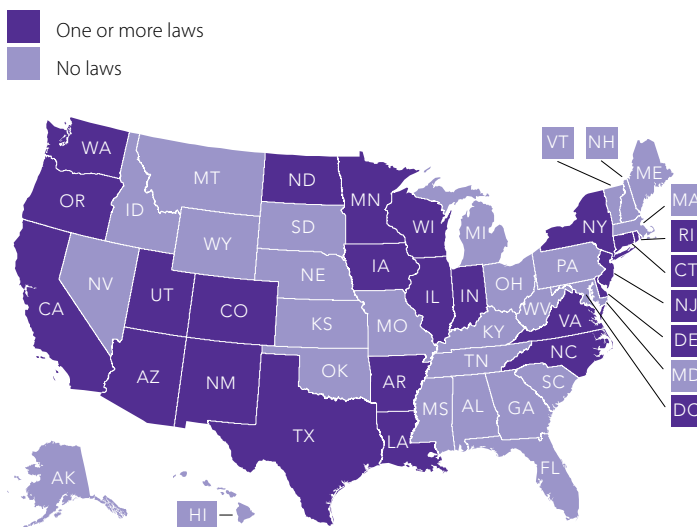 One or more laws
No laws
VT NH
WA
ME
MT
ND
MN
OR
MA
ID
WI
NY
RI
SD
MI
WY
CT
IA
PA
NV
NE
OH
UT
IL
IN
NJ
CA
CO
WV
VA
DE
KS
MO
KY
NC
MD
TN
OK
AZ
NM
AR
SC
DC
MS
AL
GA
TX
LA
FL
AK
HI